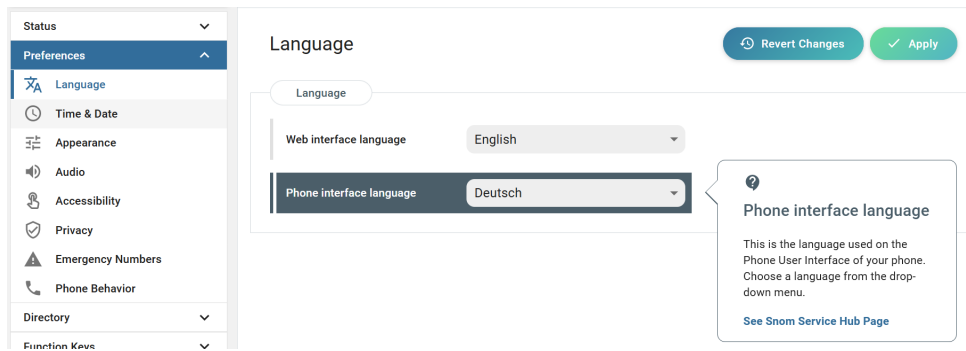 Status
Preferences
Language
Time & Date
Appearance
Audio
Accessibility
Privacy
Emergency Numbers
Phone Behavior
Directory
Function Keys
Language
Revert Changes
Apply
Language
Web interface language
English
Phone interface language
Deutsch
Phone interface language
This is the language used on the
Phone User Interface of your phone.
Choose a language from the drop-
down menu.
See Snom Service Hub Page